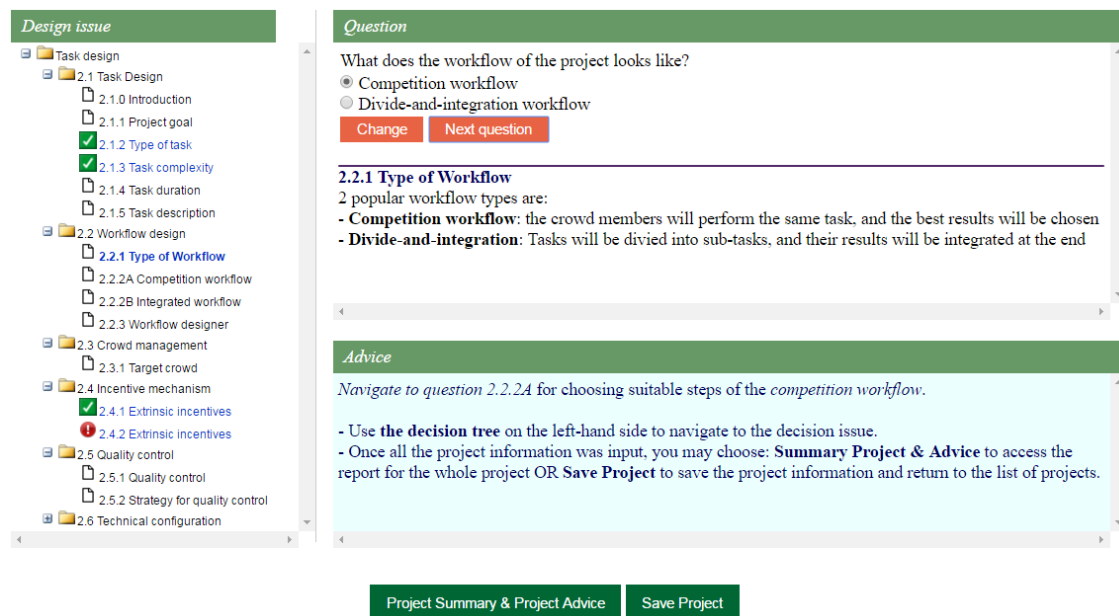 Design issue
Task design
2.1 Task Design
2.1.0 Introduction
2.1.1 Project goal
2.1.2 Type of task
2.1.3 Task complexity
2.1.4 Task duration
2.1.5 Task description
2.2 Workflow design
2.2.1 Type of Workflow
2.2.2A Competition workflow
2.2.2B Integrated workflow
2.2.3 Workflow designer
2.3 Crowd management
2.3.1 Target crowd
2.4 Incentive mechanism
2.4.1 Extrinsic incentives
2.4.2 Extrinsic incentives
2.5 Quality control
2.5.1 Quality control
2.5.2 Strategy for quality control
2.6 Technical configuration
Question
What does the workflow of the project looks like?
Competition workflow
Divide-and-integration workflow
Change Next question
2.2.1 Type of Workflow
2 popular workflow types are:
- Competition workflow: the crowd members will perform the same task, and the best results will be chosen
- Divide-and-integration: Tasks will be divied into sub-tasks, and their results will be integrated at the end
Advice
Navigate to question 2.2.2A for choosing suitable steps of the competition workflow.
- Use the decision tree on the left-hand side to navigate to the decision issue.
- Once all the project information was input, you may choose: Summary Project & Advice to access the
report for the whole project OR Save Project to save the project information and return to the list of projects.
Project Summary & Project Advice Save Project